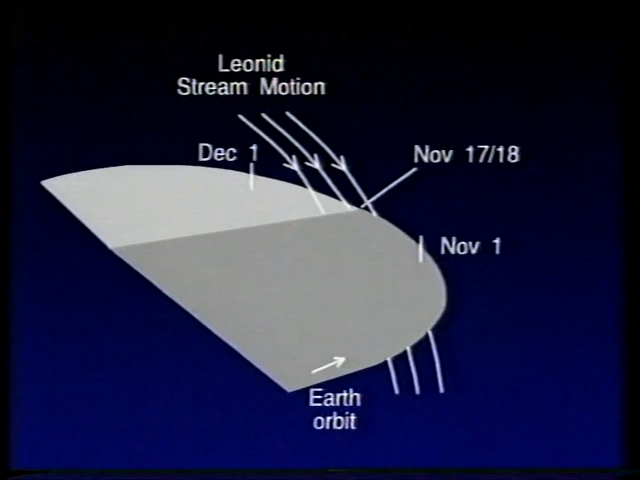 Leonid
Stream Motion
Dec 1
Nov 17/18
Nov 1
Earth
orbit